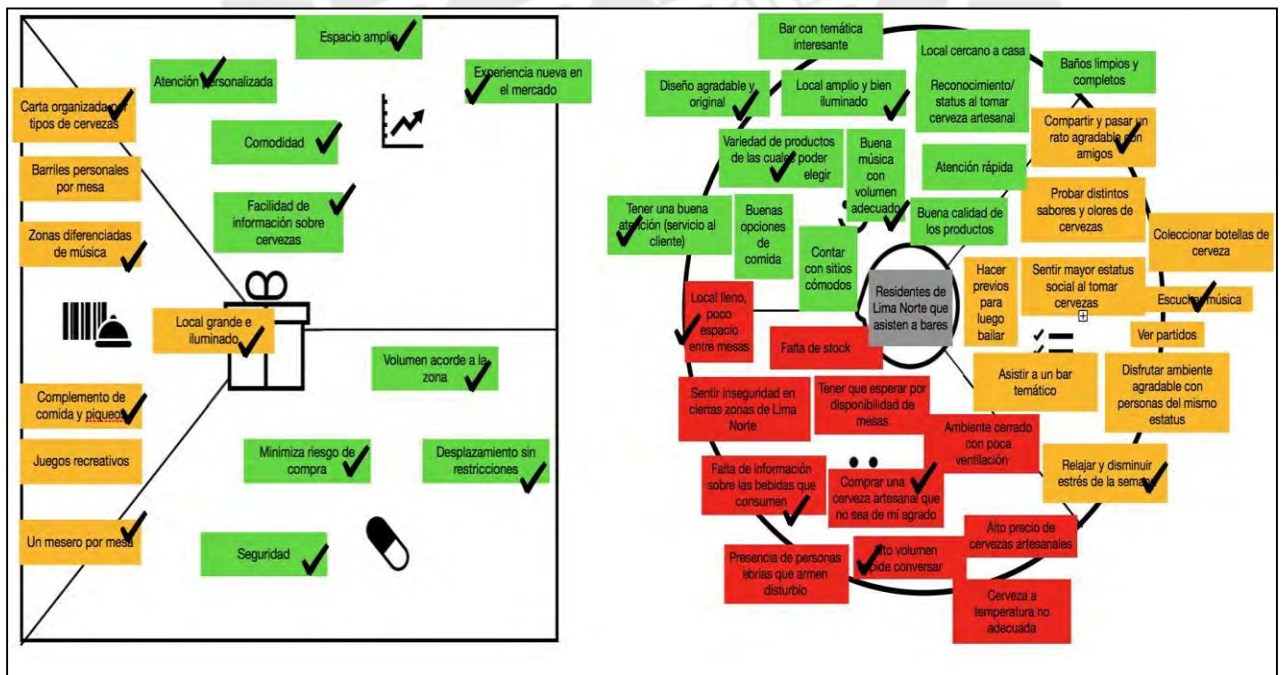 Espacio amplio
Atención personalizada
Experiencia nueva en
el mercado
Carta organizada por
tipos de cervezas
Comodidad
Barriles personales
por mesa
Facilidad de
información sobre
cervezas
Zonas diferenciadas
de música
Local grande e
iluminado
Volumen acorde a la
zona
Complemento de
comida y piqueos
Minimiza riesgo de
compra
Desplazamiento sin
restricciones
Juegos recreativos
Un mesero por mesa
Seguridad
Bar con temática
interesante
Local cercano a casa
Reconocimiento/
status al tomar
cerveza artesanal
Baños limpios y
completos
Diseño agradable y
original
Local amplio y bien
iluminado
Compartir y pasar un
rato agradable con
amigos
Variedad de productos
de las cuales poder
elegir
Buena
música
con
volumen
adecuado
Atención rápida
Probar distintos
sabores y olores de
cervezas
Tener una buena
atención (servicio al
cliente)
Buenas
opciones
de
comida
Buena calidad de
los productos
Coleccionar botellas de
cerveza
Contar
con sitios
cómodos
Residentes de
Lima Norte que
asisten a bares
Hacer
previos
para
luego
bailar
Sentir mayor estatus
social al tomar
cervezas
Escuchar música
Local lleno,
poco
espacio
entre mesas
Falta de stock
Ver partidos
Asistir a un bar
temático
Disfrutar ambiente
agradable con
personas del mismo
estatus
Sentir inseguridad en
ciertas zonas de Lima
Norte
Tener que esperar por
disponibilidad de
mesas
Ambiente cerrado
con poca
ventilación
Falta de información
sobre las bebidas que
consumen
Comprar una
cerveza artesanal que
no sea de mi agrado
Relajar y disminuir
estrés de la semana
Presencia de personas
ebrias que armen
disturbio
Alto volumen
pide conversar
Alto precio de
cervezas artesanales
Cerveza a
temperatura no
adecuada